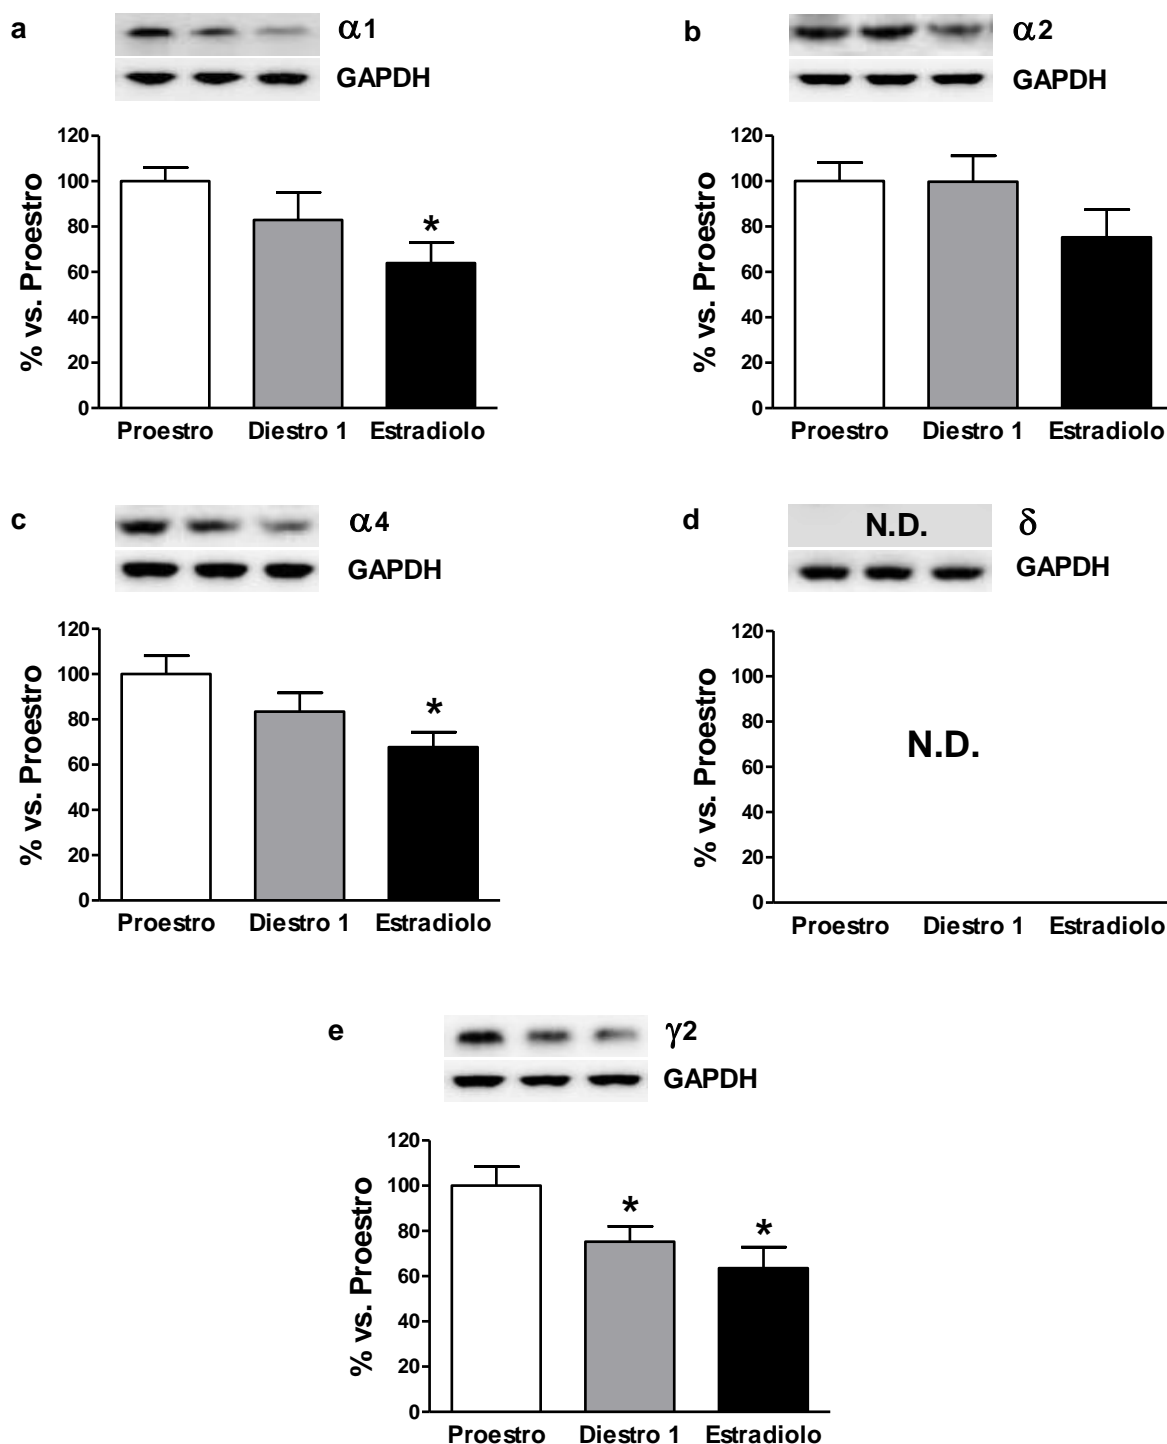 a
α1
GAPDH
120
100
80
60
40
20
0
% vs. Proestro
*
Proestro Diestro 1 Estradiolo
b
α2
GAPDH
120
100
80
60
40
20
0
% vs. Proestro
Proestro Diestro 1 Estradiolo
c
α4
GAPDH
120
100
80
60
40
20
0
% vs. Proestro
*
Proestro Diestro 1 Estradiolo
d
N.D.
δ
GAPDH
120
100
80
60
40
20
0
% vs. Proestro
N.D.
Proestro Diestro 1 Estradiolo
e
γ2
GAPDH
120
100
80
60
40
20
0
% vs. Proestro
*
*
Proestro Diestro 1 Estradiolo